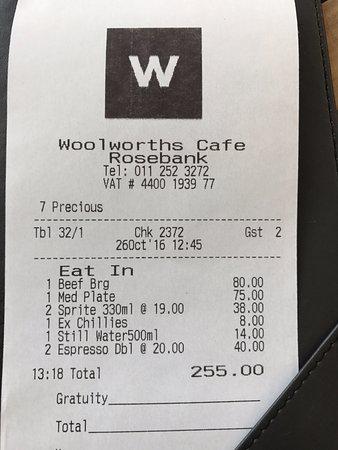 W
Woolworths Cafe
Rosebank
Tel: 011 252 3272
VAT # 4400 1939 77
7 Precious
Tbl 32/1 Chk 2372 Gst 2
26Oct'16 12:45
Eat In
1 Beef Brg 80.00
1 Med Plate 75.00
2 Sprite 330ml @ 19.00 38.00
1 Ex Chillies 8.00
1 Still Water500ml 14.00
2 Espresso Dbl @ 20.00 40.00
13:18 Total 255.00
Gratuity
Total